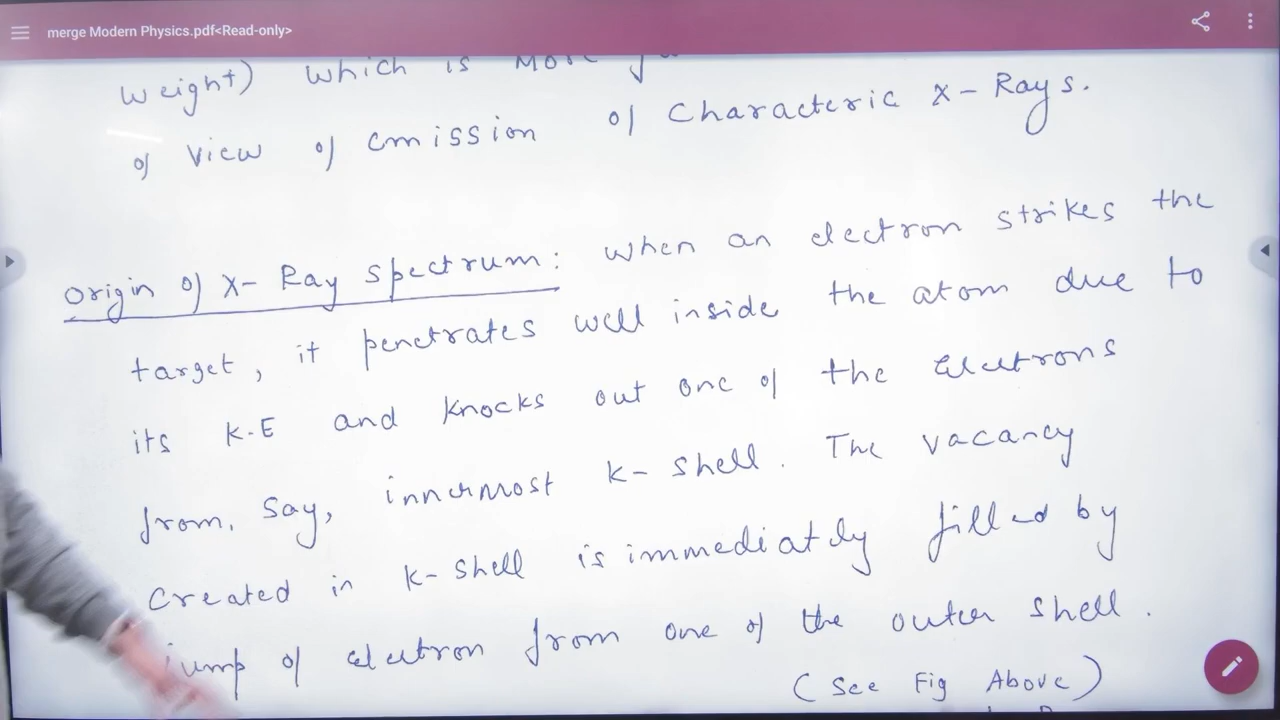 merge Modern Physics.pdf<Read-only>
weight) which is
of view of emission of Characteric X-Rays.
Origin of X-Ray spectrum: When an electron strikes the
target, it penetrates well inside the atom due to
its K.E and knocks out one of the electrons
from, say, innermost K-shell. The vacancy
created in K-shell is immediately filled by
jump of electron from one of the outer shell.
(See Fig Above)